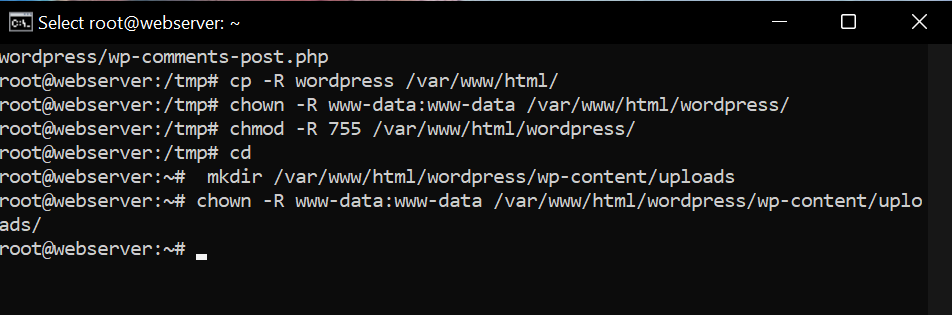 Select root@webserver: ~
wordpress/wp-comments-post.php
root@webserver:/tmp# cp -R wordpress /var/www/html/
root@webserver:/tmp# chown -R www-data:www-data /var/www/html/wordpress/
root@webserver:/tmp# chmod -R 755 /var/www/html/wordpress/
root@webserver:/tmp# cd
root@webserver:~#  mkdir /var/www/html/wordpress/wp-content/uploads
root@webserver:~# chown -R www-data:www-data /var/www/html/wordpress/wp-content/uplo
ads/
root@webserver:~#